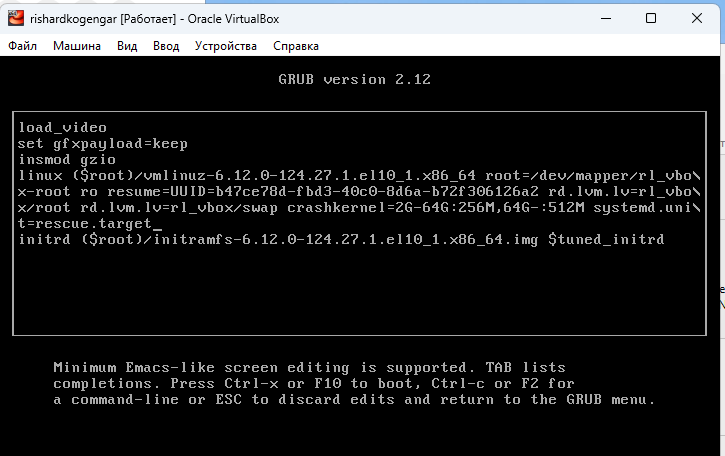 rishardkogengar [Работает] - Oracle VirtualBox
Файл Машина Вид Ввод Устройства Справка
GRUB version 2.12
load_video
set gfxpayload=keep
insmod gzio
linux ($root)/vmlinuz-6.12.0-124.27.1.el10_1.x86_64 root=/dev/mapper/rl_vbo\
x-root ro resume=UUID=b47ce78d-fbd3-40c0-8d6a-b72f306126a2 rd.lvm.lv=rl_vbo\
x/root rd.lvm.lv=rl_vbox/swap crashkernel=2G-64G:256M,64G-:512M systemd.uni\
t=rescue.target_
initrd ($root)/initramfs-6.12.0-124.27.1.el10_1.x86_64.img $tuned_initrd
Minimum Emacs-like screen editing is supported. TAB lists
completions. Press Ctrl-x or F10 to boot, Ctrl-c or F2 for
a command-line or ESC to discard edits and return to the GRUB menu.